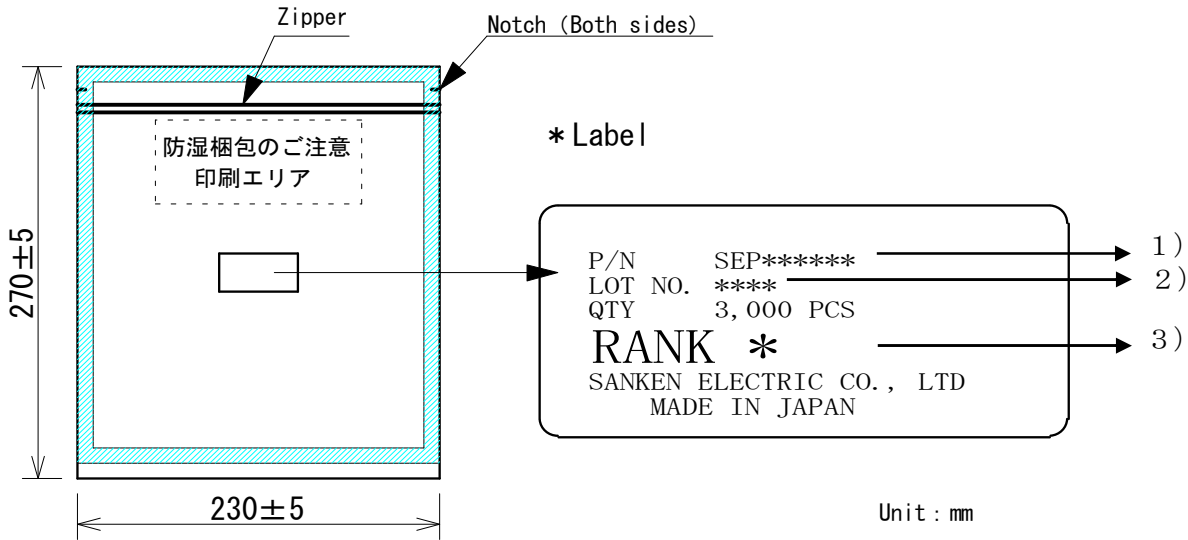 Zipper
Notch (Both sides)
防湿梱包のご注意
印刷エリア
270±5
230±5
*Label
P/N SEP****** 1)
LOT NO. **** 2)
QTY 3,000 PCS
RANK * 3)
SANKEN ELECTRIC CO., LTD
MADE IN JAPAN
Unit : mm